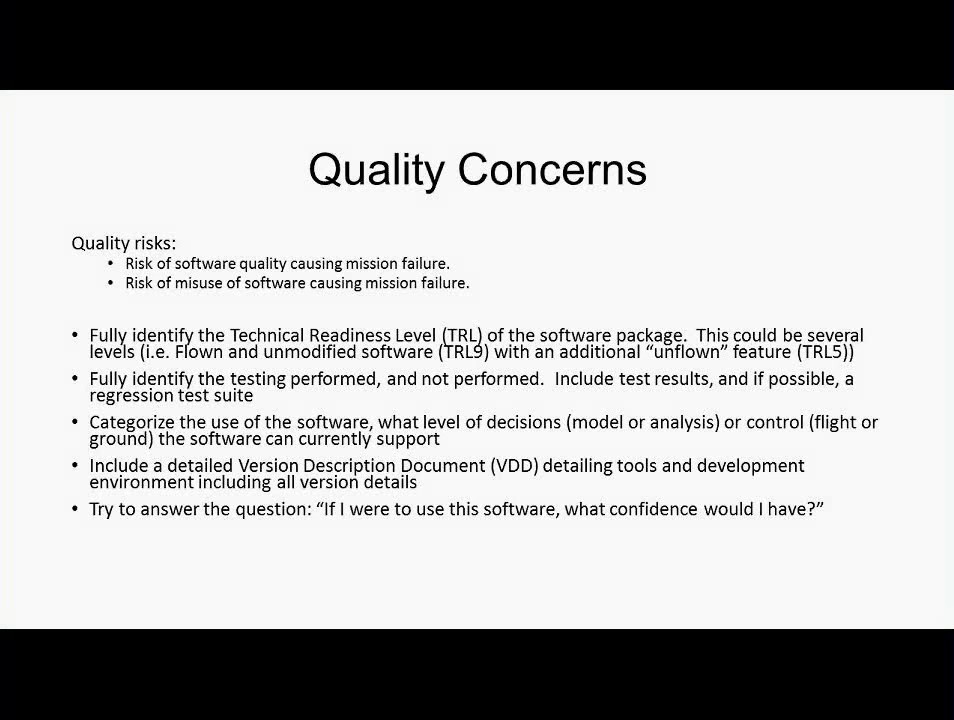 Quality Concerns
Quality risks:
• Risk of software quality causing mission failure.
• Risk of misuse of software causing mission failure.
• Fully identify the Technical Readiness Level (TRL) of the software package.  This could be several
levels (i.e. Flown and unmodified software (TRL9) with an additional “unflown” feature (TRL5))
• Fully identify the testing performed, and not performed.  Include test results, and if possible, a
regression test suite
• Categorize the use of the software, what level of decisions (model or analysis) or control (flight or
ground) the software can currently support
• Include a detailed Version Description Document (VDD) detailing tools and development
environment including all version details
• Try to answer the question: “If I were to use this software, what confidence would I have?”